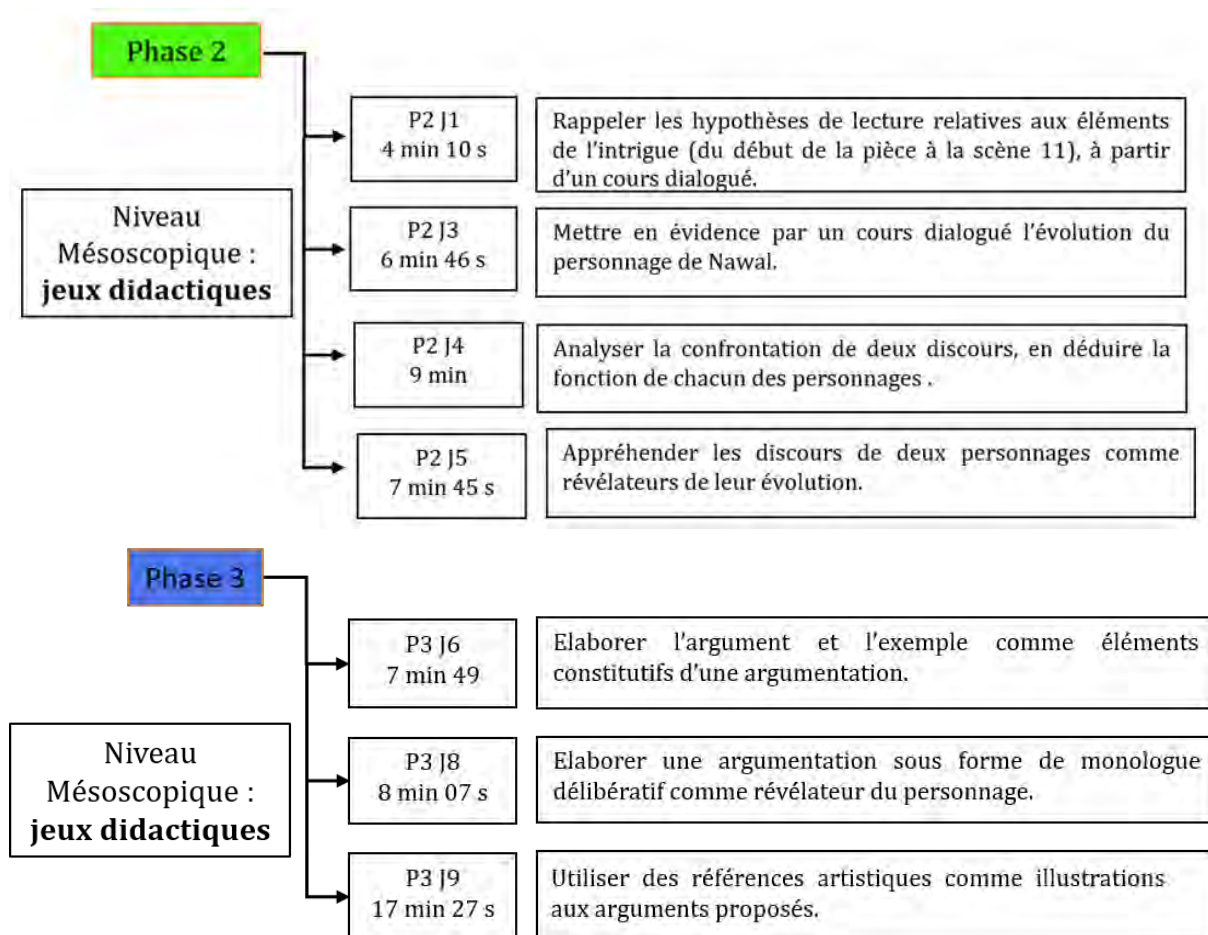 Phase 2
P2 J1
4 min 10 s
Rappeler les hypothèses de lecture relatives aux éléments
de l’intrigue (du début de la pièce à la scène 11), à partir
d’un cours dialogué.
Niveau
Mésoscopique :
jeux didactiques
P2 J3
6 min 46 s
Mettre en évidence par un cours dialogué l’évolution du
personnage de Nawal.
P2 J4
9 min
Analyser la confrontation de deux discours, en déduire la
fonction de chacun des personnages .
P2 J5
7 min 45 s
Appréhender les discours de deux personnages comme
révélateurs de leur évolution.
Phase 3
P3 J6
7 min 49
Elaborer l’argument et l’exemple comme éléments
constitutifs d’une argumentation.
Niveau
Mésoscopique :
jeux didactiques
P3 J8
8 min 07 s
Elaborer une argumentation sous forme de monologue
délibératif comme révélateur du personnage.
P3 J9
17 min 27 s
Utiliser des références artistiques comme illustrations
aux arguments proposés.